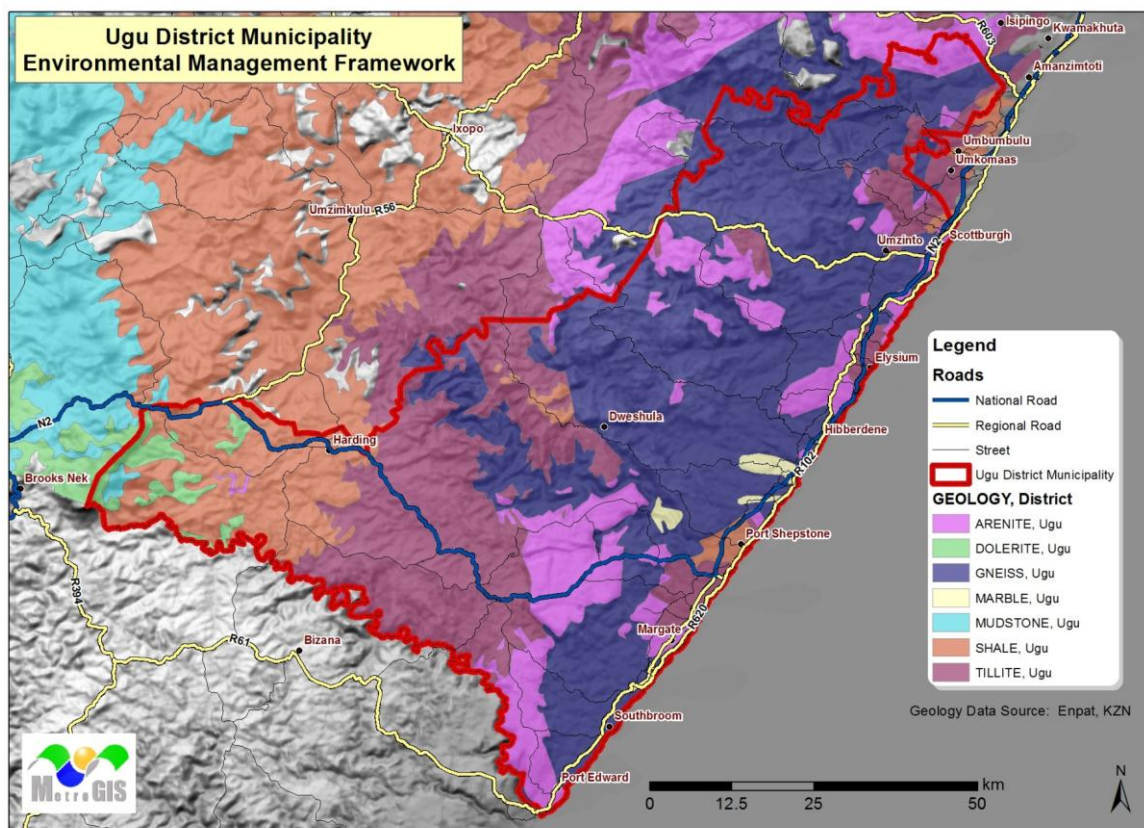 Ugu District Municipality
Environmental Management Framework
Isipingo
R603
Kwamakhuta
Amanzimtoti
Ixopo
Umbumbulu
Umkomaas
Umzimkulu
R56
Umzinto
N2
Scottburgh
Elysium
N2
Harding
Dweshula
Hibberdene
R102
Brooks Nek
Port Shepstone
R394
R61
Bizana
Margate
R620
Southbroom
Port Edward
Legend
Roads
National Road
Regional Road
Street
Ugu District Municipality
GEOLOGY, District
ARENITE, Ugu
DOLERITE, Ugu
GNEISS, Ugu
MARBLE, Ugu
MUDSTONE, Ugu
SHALE, Ugu
TILLITE, Ugu
Geology Data Source: Enpat, KZN
MetroGIS
km
0 12.5 25 50
N